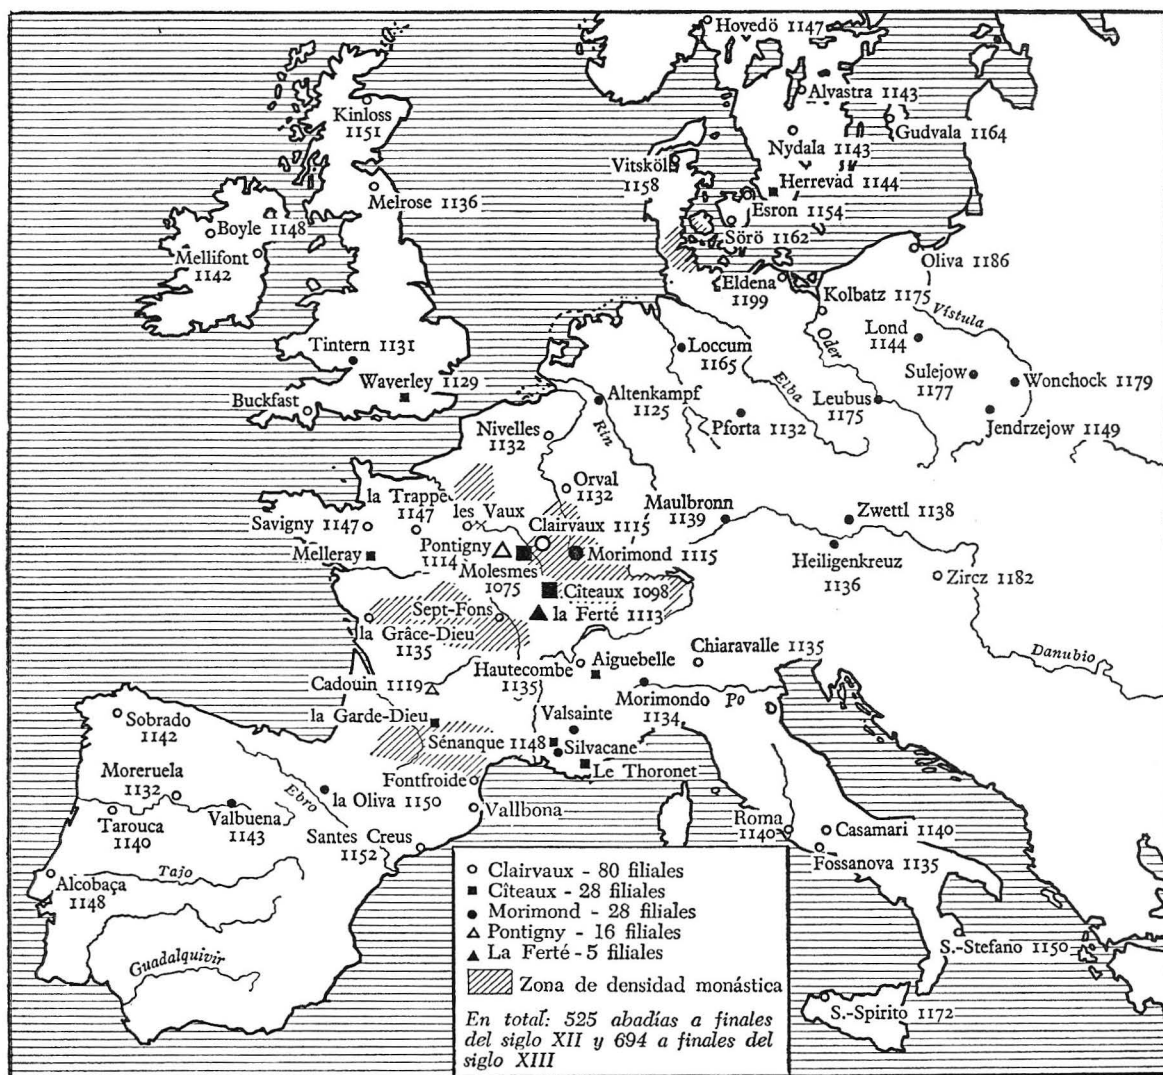 Hovedö 1147
Alvastra 1143
Gudvala 1164
Nydala 1143
Kinloss
1151
Vitsköl
1158
Herrevad 1144
Melrose 1136
Esron 1154
Sörö 1162
Boyle 1148
Mellifont
1142
Oliva 1186
Eldena
1199
Kolbatz 1175
Vístula
Lond
1144
Oder
Tintern 1131
Loccum
1165
Sulejow
1177
Wonchock 1179
Waverley 1129
Altenkampf
1125
Elba
Leubus
1175
Buckfast
Pforta 1132
Jendrzejow 1149
Nivelles
1132
Rin
Orval
1132
la Trappe
1147
les Vaux
Maulbronn
1139
Zwettl 1138
Savigny 1147
Clairvaux 1115
Melleray
Pontigny
1114
Morimond 1115
Heiligenkreuz
1136
Molesmes
1075
Zircz 1182
Cîteaux 1098
Sept-Fons
la Ferté 1113
la Grâce-Dieu
1135
Chiaravalle 1135
Danubio
Hautecombe
1135
Aiguebelle
Cadouin 1119
Morimondo
1134
Po
la Garde-Dieu
Valsainte
Sobrado
1142
Sénanque 1148
Silvacane
Le Thoronet
Moreruela
1132
Fontfroide
Ebro
la Oliva 1150
Vallbona
Tarouca
1140
Valbuena
1143
Roma
1140
Casamari 1140
Santes Creus
1152
Fossanova 1135
Alcobaça
1148
Tajo
Guadalquivir
S.-Stefano 1150
S.-Spirito 1172
Clairvaux - 80 filiales
Cîteaux - 28 filiales
Morimond - 28 filiales
Pontigny - 16 filiales
La Ferté - 5 filiales
Zona de densidad monástica
En total: 525 abadías a finales
del siglo XII y 694 a finales del
siglo XIII